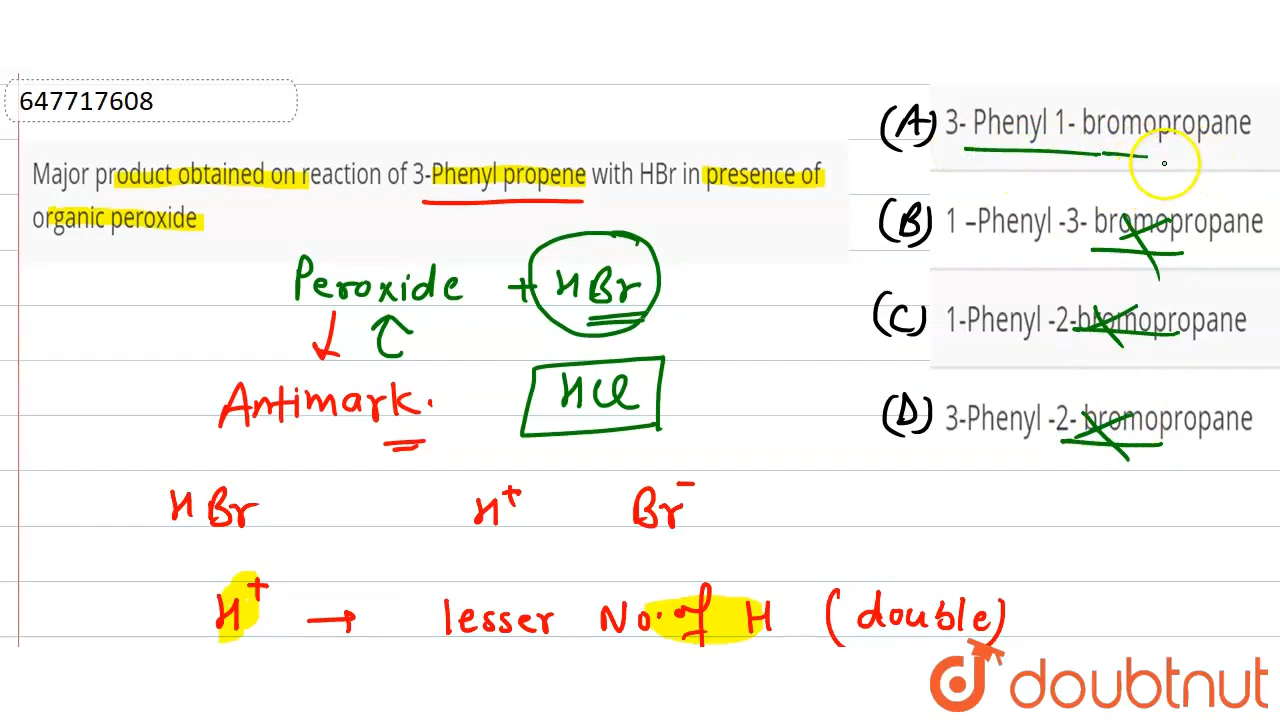 647717608
Major product obtained on reaction of 3-Phenyl propene with HBr in presence of
organic peroxide
Peroxide + HBr
Antimark.
HCl
HBr H+ Br-
H+ → lesser No. of H (double)
(A) 3- Phenyl 1- bromopropane
(B) 1 –Phenyl -3- bromopropane
(C) 1-Phenyl -2-bromopropane
(D) 3-Phenyl -2- bromopropane
doubtnut